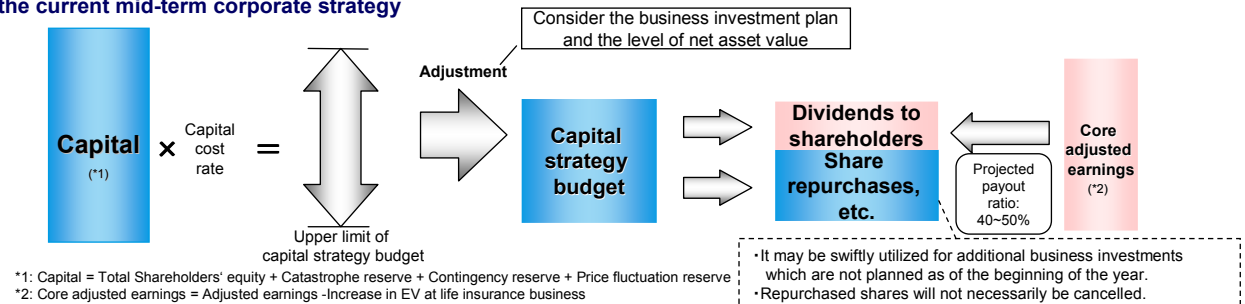 the current mid-term corporate strategy
Consider the business investment plan
and the level of net asset value
Adjustment
Capital
(*1)
×
Capital
cost
rate
=
Upper limit of
capital strategy budget
Capital
strategy
budget
Dividends to
shareholders
Share
repurchases,
etc.
Projected
payout
ratio:
40~50%
Core
adjusted
earnings
(*2)
・It may be swiftly utilized for additional business investments
which are not planned as of the beginning of the year.
・Repurchased shares will not necessarily be cancelled.
*1: Capital = Total Shareholders‘ equity + Catastrophe reserve + Contingency reserve + Price fluctuation reserve
*2: Core adjusted earnings = Adjusted earnings -Increase in EV at life insurance business